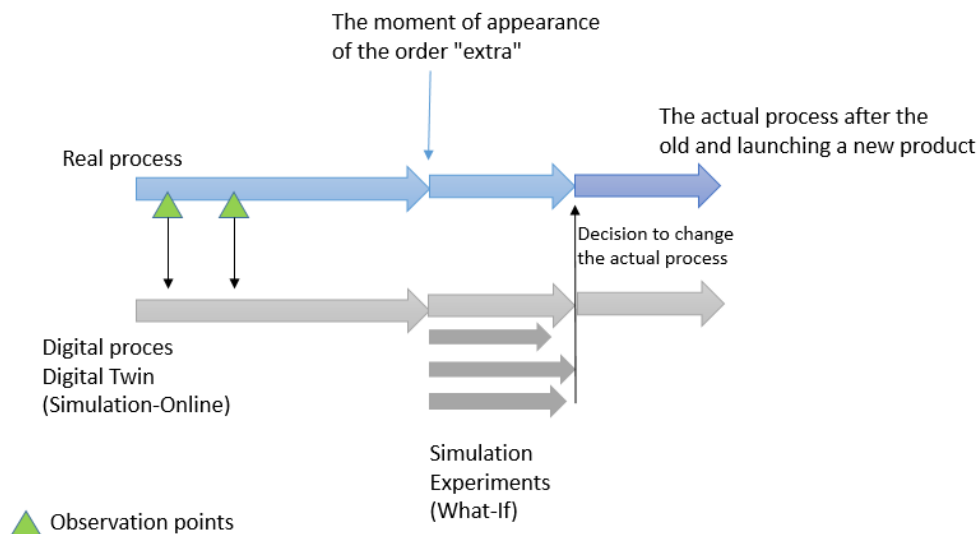 The moment of appearance
of the order "extra"
The actual process after the
old and launching a new product
Real process
Decision to change
the actual process
Digital proces
Digital Twin
(Simulation-Online)
Simulation
Experiments
(What-If)
Observation points